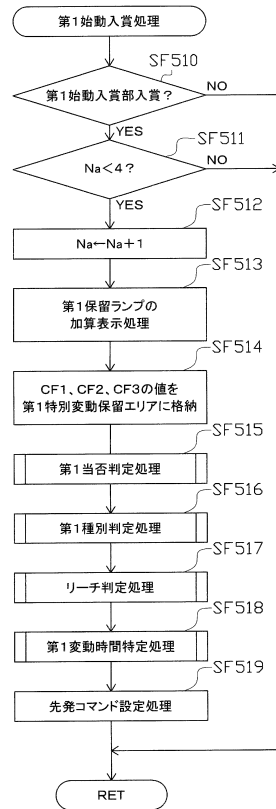 第1始動入賞処理
SF510
第1始動入賞部入賞?
NO
YES
SF511
Na<4?
NO
YES
SF512
Na←Na+1
SF513
第1保留ランプの
加算表示処理
SF514
CF1、CF2、CF3の値を
第1特別変動保留エリアに格納
SF515
第1当否判定処理
SF516
第1種別判定処理
SF517
リーチ判定処理
SF518
第1変動時間特定処理
SF519
先発コマンド設定処理
RET